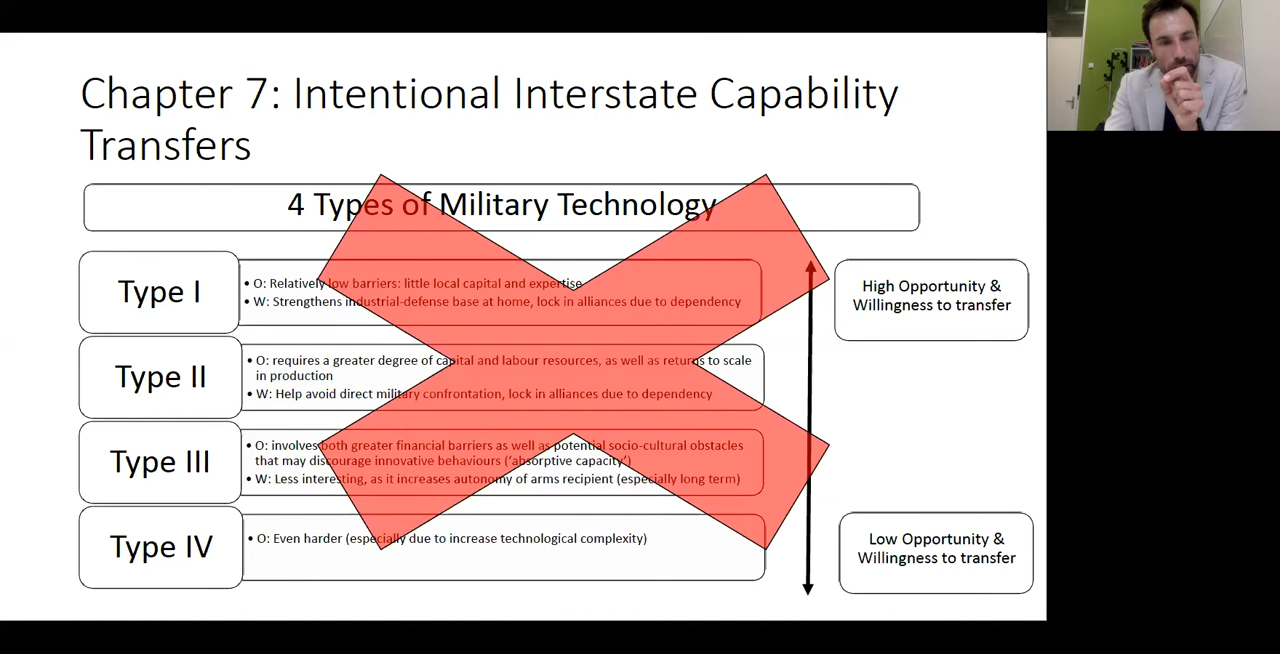 Chapter 7: Intentional Interstate Capability
Transfers
4 Types of Military Technology
Type I
• O: Relatively low barriers: little local capital and expertise
• W: Strengthens industrial-defense base at home, lock in alliances due to dependency
High Opportunity &
Willingness to transfer
Type II
• O: requires a greater degree of capital and labour resources, as well as returns to scale
in production
• W: Help avoid direct military confrontation, lock in alliances due to dependency
Type III
• O: involves both greater financial barriers as well as potential socio-cultural obstacles
that may discourage innovative behaviours ('absorptive capacity')
• W: Less interesting, as it increases autonomy of arms recipient (especially long term)
Type IV
• O: Even harder (especially due to increase technological complexity)
Low Opportunity &
Willingness to transfer